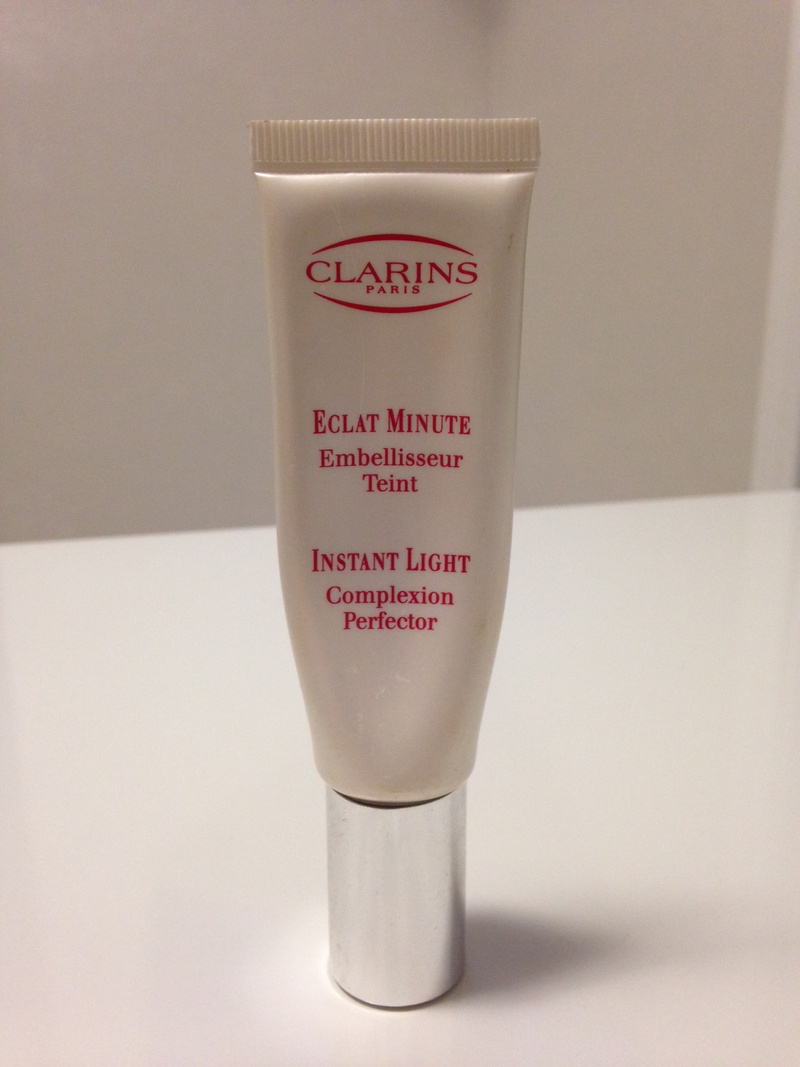 CLARINS
PARIS
ECLAT MINUTE
Embellisseur
Teint
INSTANT LIGHT
Complexion
Perfector